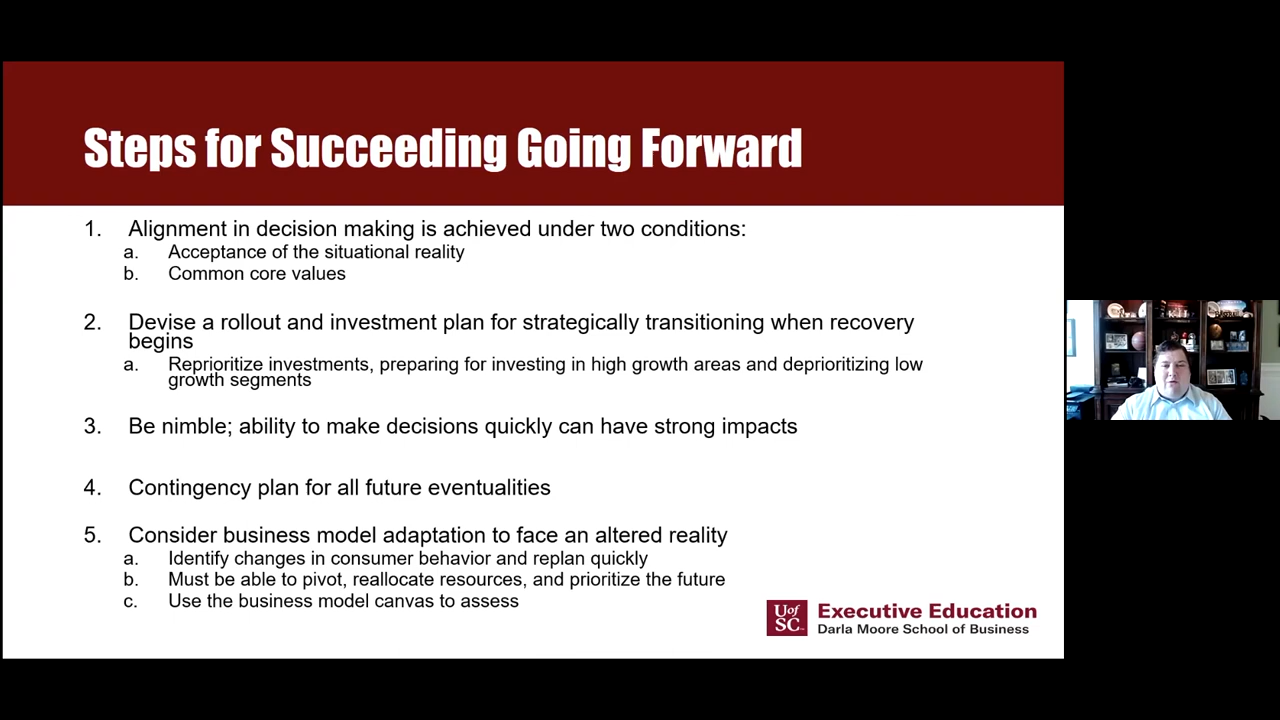 Steps for Succeeding Going Forward
1. Alignment in decision making is achieved under two conditions:
a. Acceptance of the situational reality
b. Common core values
2. Devise a rollout and investment plan for strategically transitioning when recovery
begins
a. Reprioritize investments, preparing for investing in high growth areas and deprioritizing low
growth segments
3. Be nimble; ability to make decisions quickly can have strong impacts
4. Contingency plan for all future eventualities
5. Consider business model adaptation to face an altered reality
a. Identify changes in consumer behavior and replan quickly
b. Must be able to pivot, reallocate resources, and prioritize the future
c. Use the business model canvas to assess
U of
SC
Executive Education
Darla Moore School of Business